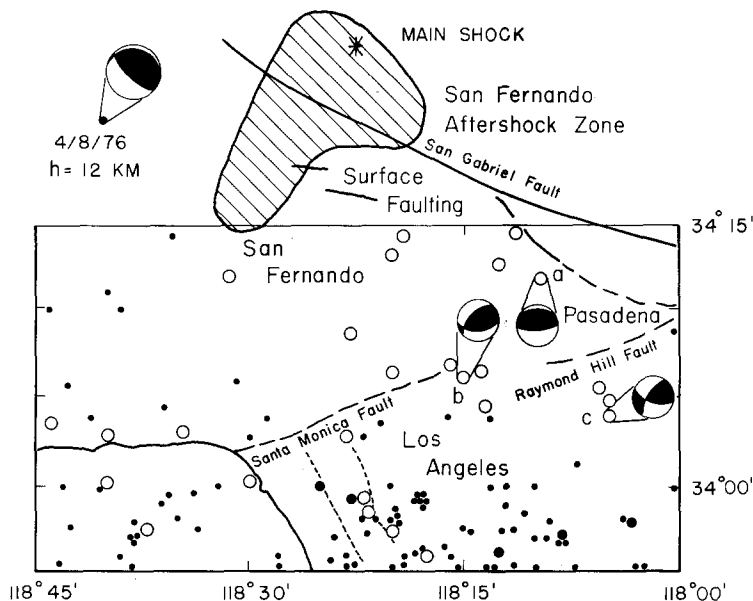 MAIN SHOCK
San Fernando
Aftershock Zone
4/8/76
h = 12 KM
San Gabriel Fault
Surface
Faulting
34° 15'
San
Fernando
a
Pasadena
b
Raymond Hill Fault
c
Santa Monica Fault
Los
Angeles
34° 00'
118° 45'
118° 30'
118° 15'
118° 00'